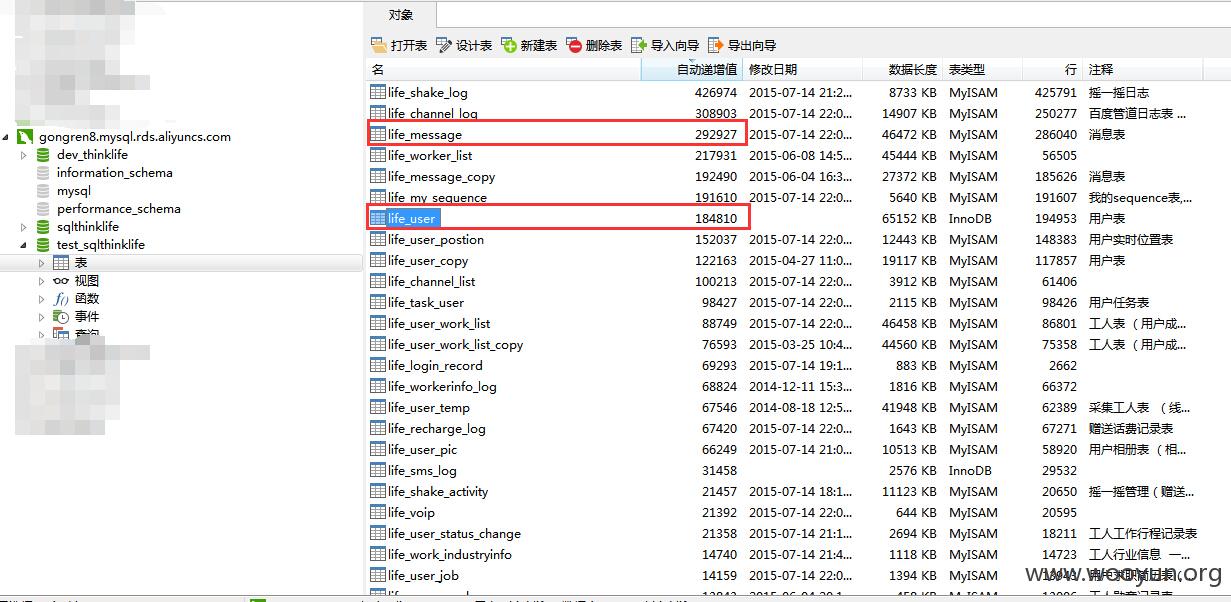 对象
打开表 设计表 新建表 删除表 导入向导 导出向导
名 自动递增值 修改日期 数据长度 表类型 行 注释
gongren8.mysql.rds.aliyuncs.com
dev_thinklife
information_schema
mysql
performance_schema
sqlthinklife
test_sqlthinklife
表
视图
函数
事件
查询
life_shake_log 426974 2015-07-14 21:2... 8733 KB MyISAM 425791 摇一摇日志
life_channel_log 308903 2015-07-14 22:0... 14907 KB MyISAM 250277 百度管道日志表 ...
life_message 292927 2015-07-14 22:0... 46472 KB MyISAM 286040 消息表
life_worker_list 217931 2015-06-08 14:5... 45444 KB MyISAM 56505
life_message_copy 192490 2015-06-04 16:3... 27372 KB MyISAM 185626 消息表
life_my_sequence 191610 2015-07-14 22:0... 5640 KB MyISAM 191607 我的sequence表,...
life_user 184810 65152 KB InnoDB 194953 用户表
life_user_postion 152037 2015-07-14 22:0... 12443 KB MyISAM 148383 用户实时位置表
life_user_copy 122163 2015-04-27 11:0... 19117 KB MyISAM 117857 用户表
life_channel_list 100213 2015-07-14 22:0... 3912 KB MyISAM 61406
life_task_user 98427 2015-07-14 22:0... 2115 KB MyISAM 98426 用户任务表
life_user_work_list 88749 2015-07-14 22:0... 46458 KB MyISAM 86801 工人表 （用户成...
life_user_work_list_copy 76593 2015-03-25 10:4... 44560 KB MyISAM 75358 工人表 （用户成...
life_login_record 69293 2015-07-14 19:1... 883 KB MyISAM 2662
life_workerinfo_log 68824 2014-12-11 15:3... 1816 KB MyISAM 66372
life_user_temp 67546 2014-08-18 12:5... 41948 KB MyISAM 62389 采集工人表 （线...
life_recharge_log 67420 2015-07-14 22:0... 1643 KB MyISAM 67271 赠送话费记录表
life_user_pic 66249 2015-07-14 21:0... 10513 KB MyISAM 58920 用户相册表 （相...
life_sms_log 31458 2576 KB InnoDB 29532
life_shake_activity 21457 2015-07-14 18:1... 11123 KB MyISAM 20650 摇一摇管理（赠送...
life_voip 21392 2015-07-14 22:0... 644 KB MyISAM 20595
life_user_status_change 21358 2015-07-14 21:1... 2694 KB MyISAM 18211 工人工作行程记录表
life_work_industryinfo 14740 2015-07-14 21:4... 1118 KB MyISAM 14723 工人行业信息 一...
life_user_job 14159 2015-07-14 22:0... 1394 KB MyISAM
www.wooyun.org